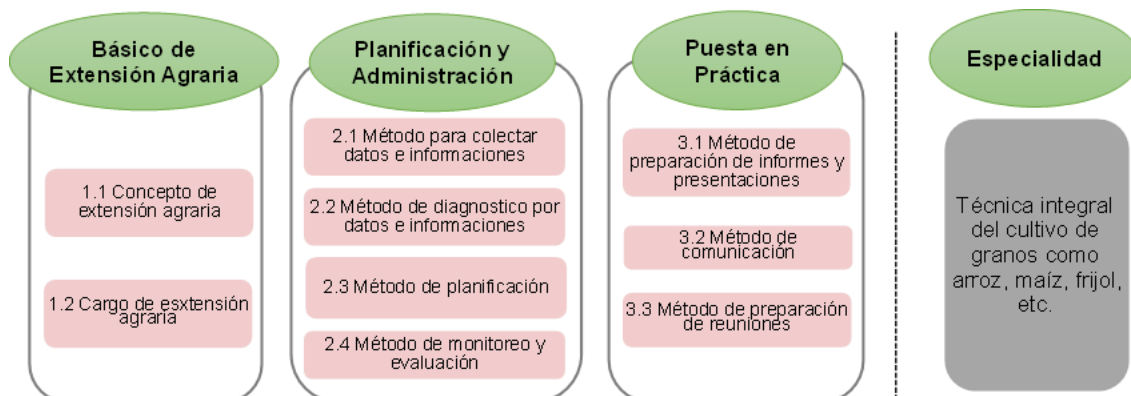 Básico de
Extensión Agraria
1.1 Concepto de
extensión agraria
1.2 Cargo de esxtensión
agraria
Planificación y
Administración
2.1 Método para colectar
datos e informaciones
2.2 Método de diagnostico por
datos e informaciones
2.3 Método de planificación
2.4 Método de monitoreo y
evaluación
Puesta en
Práctica
3.1 Método de
preparación de informes y
presentaciones
3.2 Método de
comunicación
3.3 Método de preparación
de reuniones
Especialidad
Técnica integral
del cultivo de
granos como
arroz, maíz, frijol,
etc.